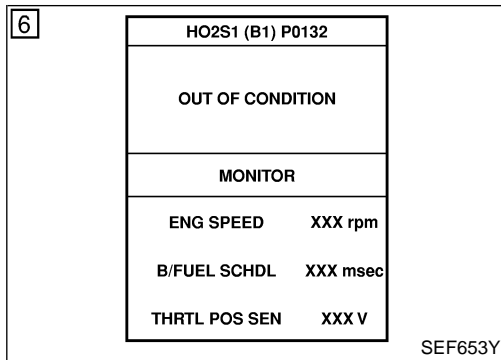 6
HO2S1 (B1) P0132
OUT OF CONDITION
MONITOR
ENG SPEED XXX rpm
B/FUEL SCHDL XXX msec
THRTL POS SEN XXX V
SEF653Y